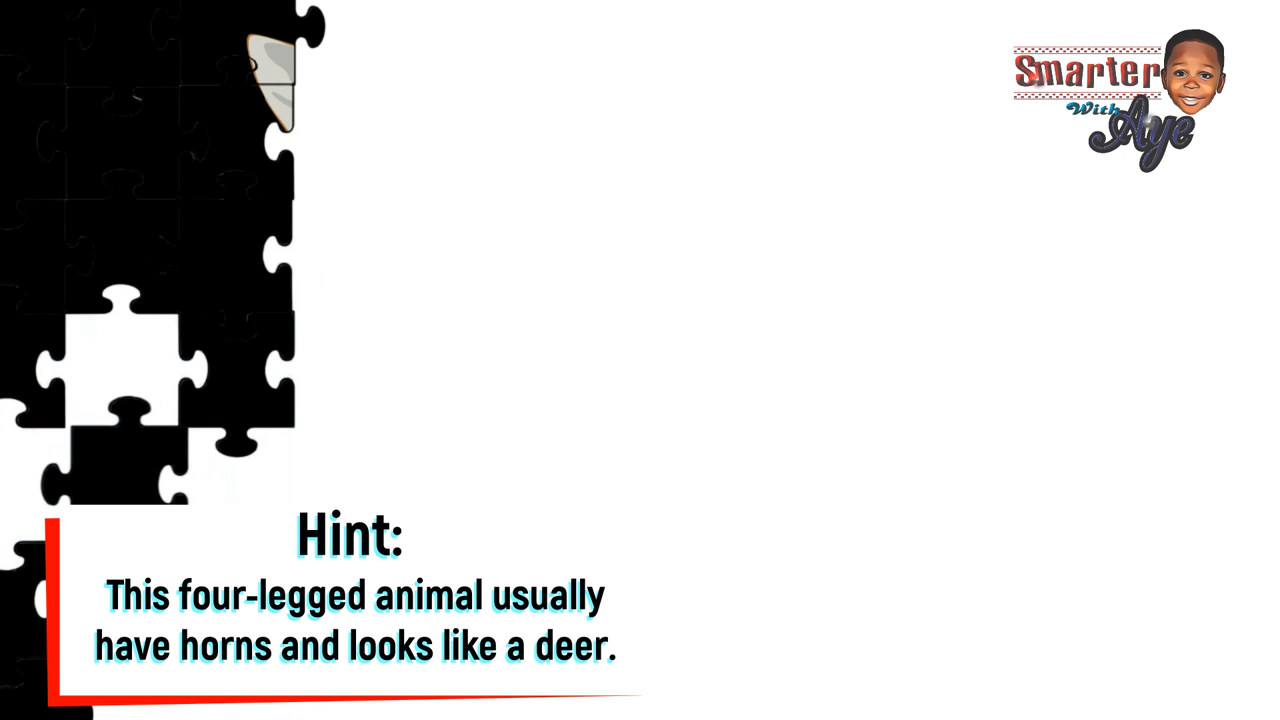 Smarter
With
Aye
Hint:
This four-legged animal usually
have horns and looks like a deer.